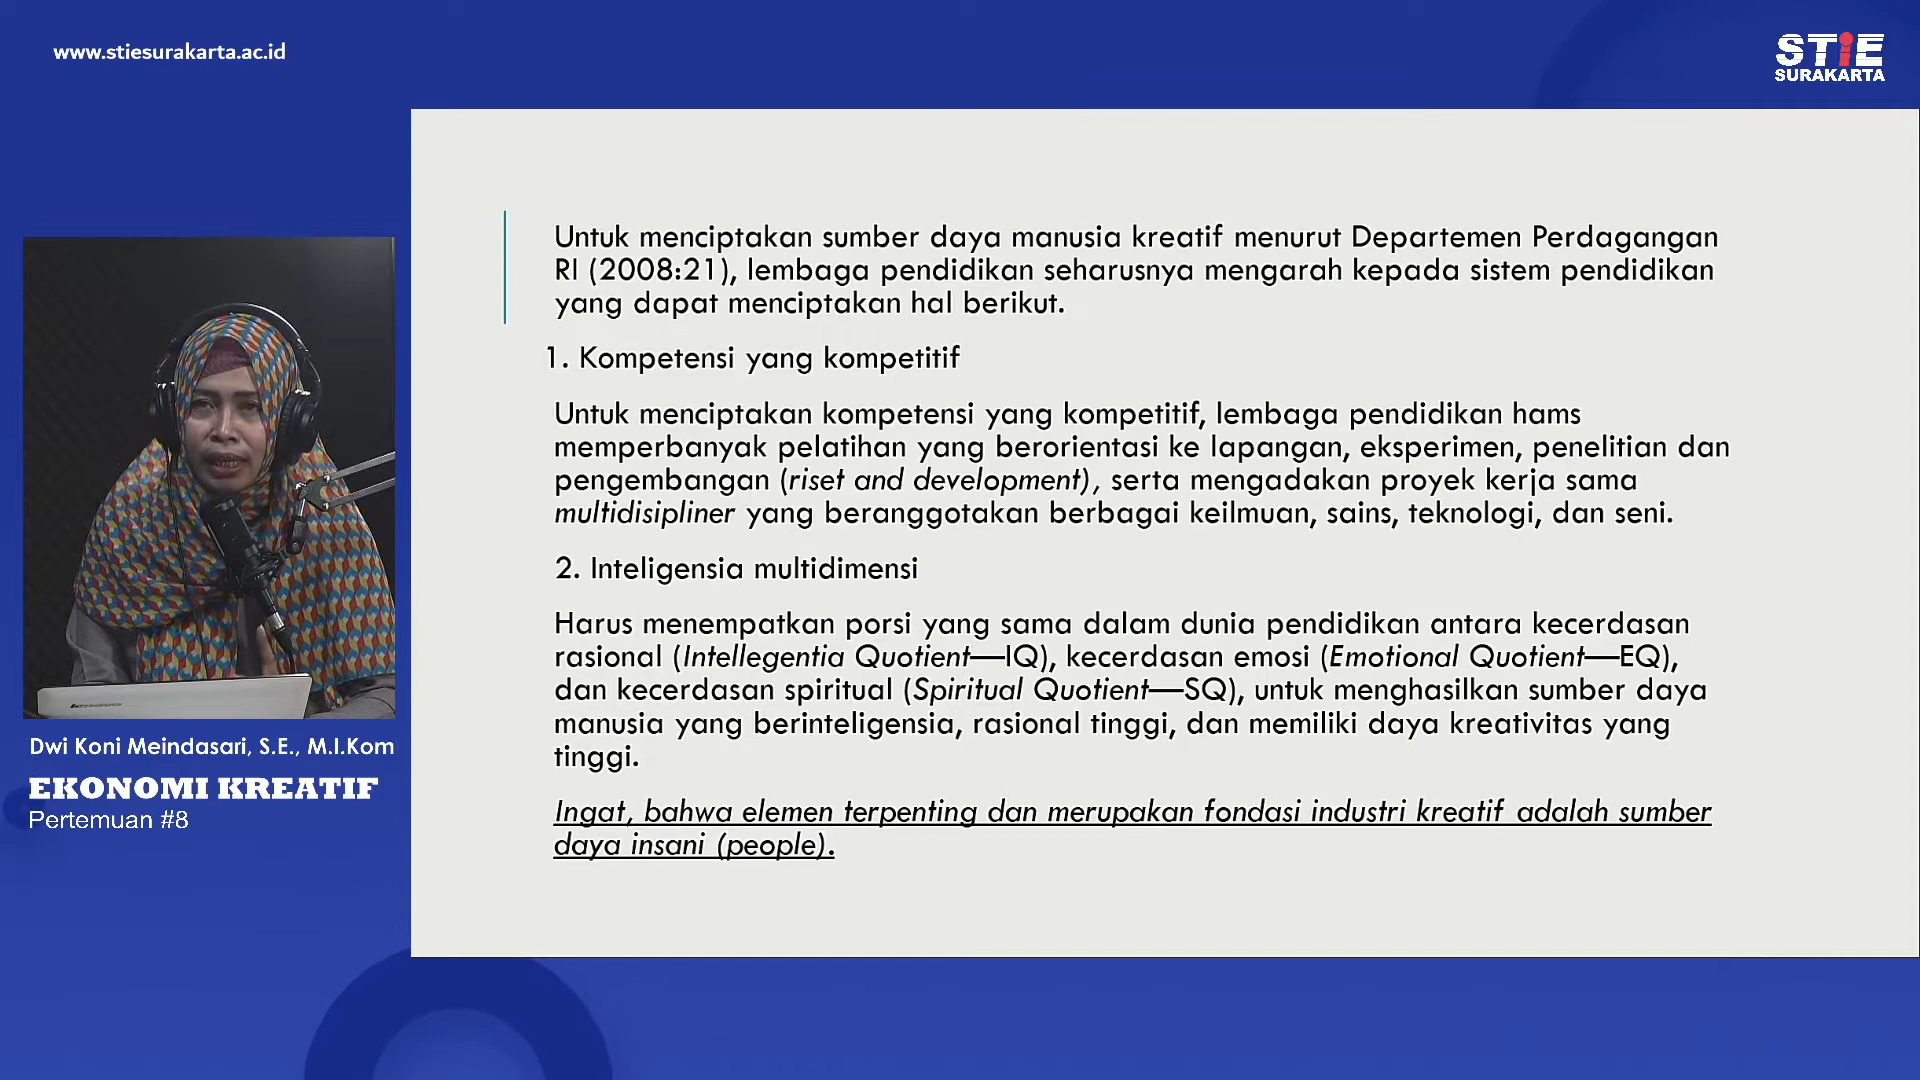 www.stiesurakarta.ac.id
STiE
SURAKARTA
Untuk menciptakan sumber daya manusia kreatif menurut Departemen Perdagangan
RI (2008:21), lembaga pendidikan seharusnya mengarah kepada sistem pendidikan
yang dapat menciptakan hal berikut.
1. Kompetensi yang kompetitif
Untuk menciptakan kompetensi yang kompetitif, lembaga pendidikan hams
memperbanyak pelatihan yang berorientasi ke lapangan, eksperimen, penelitian dan
pengembangan (riset and development), serta mengadakan proyek kerja sama
multidisipliner yang beranggotakan berbagai keilmuan, sains, teknologi, dan seni.
2. Inteligensia multidimensi
Harus menempatkan porsi yang sama dalam dunia pendidikan antara kecerdasan
rasional (Intellegentia Quotient—IQ), kecerdasan emosi (Emotional Quotient—EQ),
dan kecerdasan spiritual (Spiritual Quotient—SQ), untuk menghasilkan sumber daya
manusia yang berinteligensia, rasional tinggi, dan memiliki daya kreativitas yang
tinggi.
Ingat, bahwa elemen terpenting dan merupakan fondasi industri kreatif adalah sumber
daya insani (people).
Dwi Koni Meindasari, S.E., M.I.Kom
EKONOMI KREATIF
Pertemuan #8